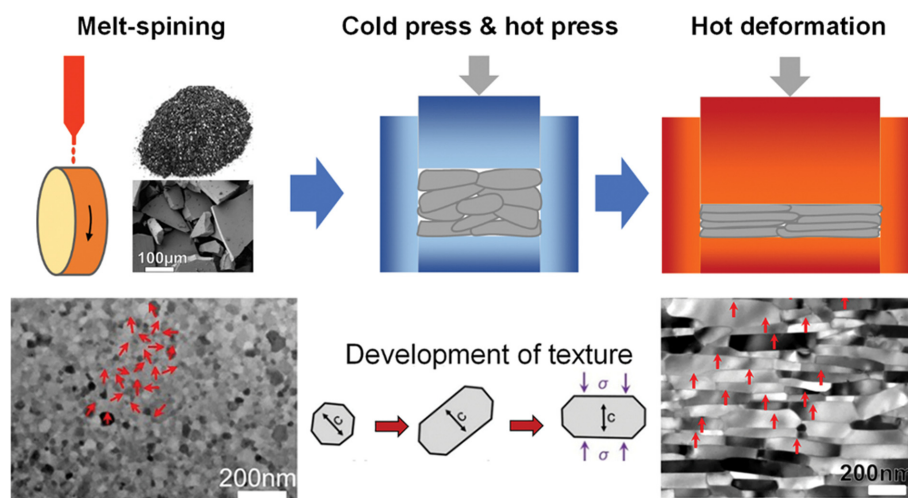 Melt-spining
Cold press & hot press
Hot deformation
100μm
Development of texture
σ
c
c
c
σ
200nm
200nm